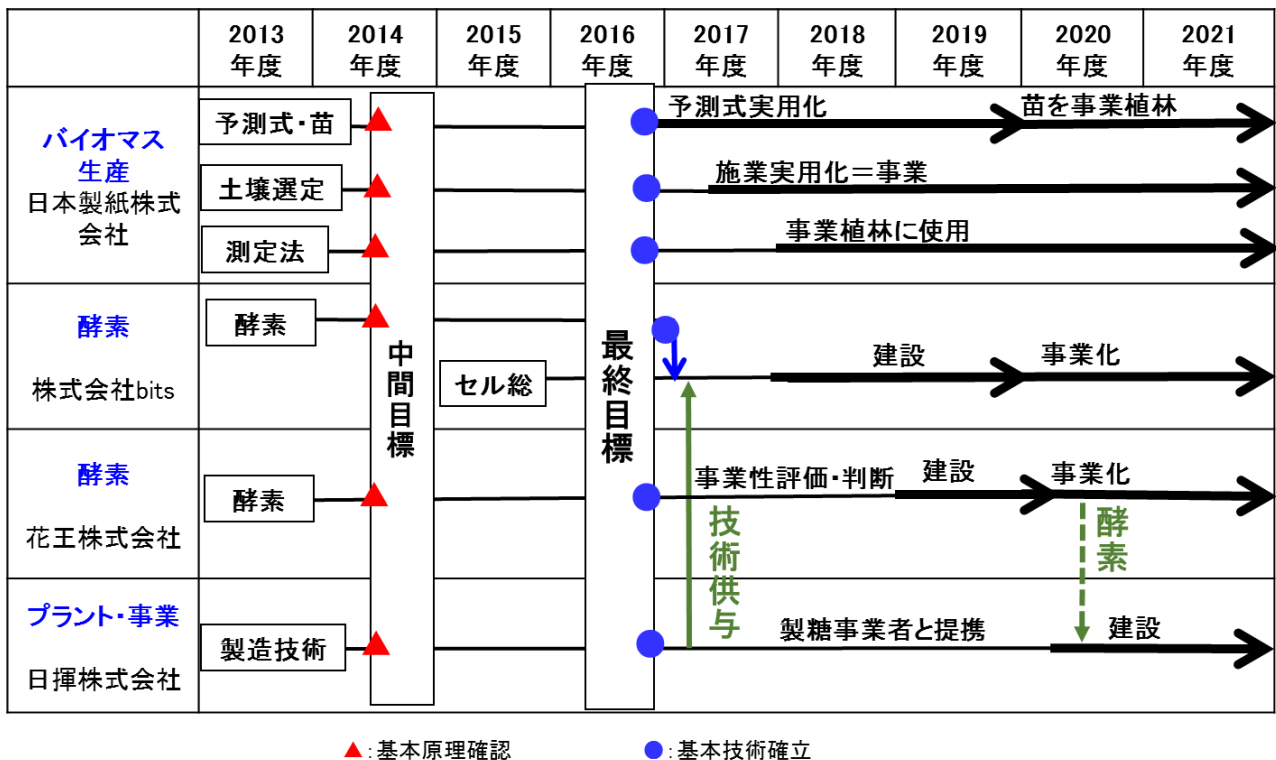 2013
年度
2014
年度
2015
年度
2016
年度
2017
年度
2018
年度
2019
年度
2020
年度
2021
年度
バイオマス
生産
日本製紙株式
会社
予測式・苗
予測式実用化
苗を事業植林
土壌選定
施業実用化＝事業
測定法
事業植林に使用
中間目標
最終目標
酵素
株式会社bits
酵素
セル総
建設
事業化
酵素
花王株式会社
酵素
事業性評価・判断
建設
事業化
技術供与
酵素
プラント・事業
日揮株式会社
製造技術
製糖事業者と提携
建設
▲:基本原理確認
●:基本技術確立